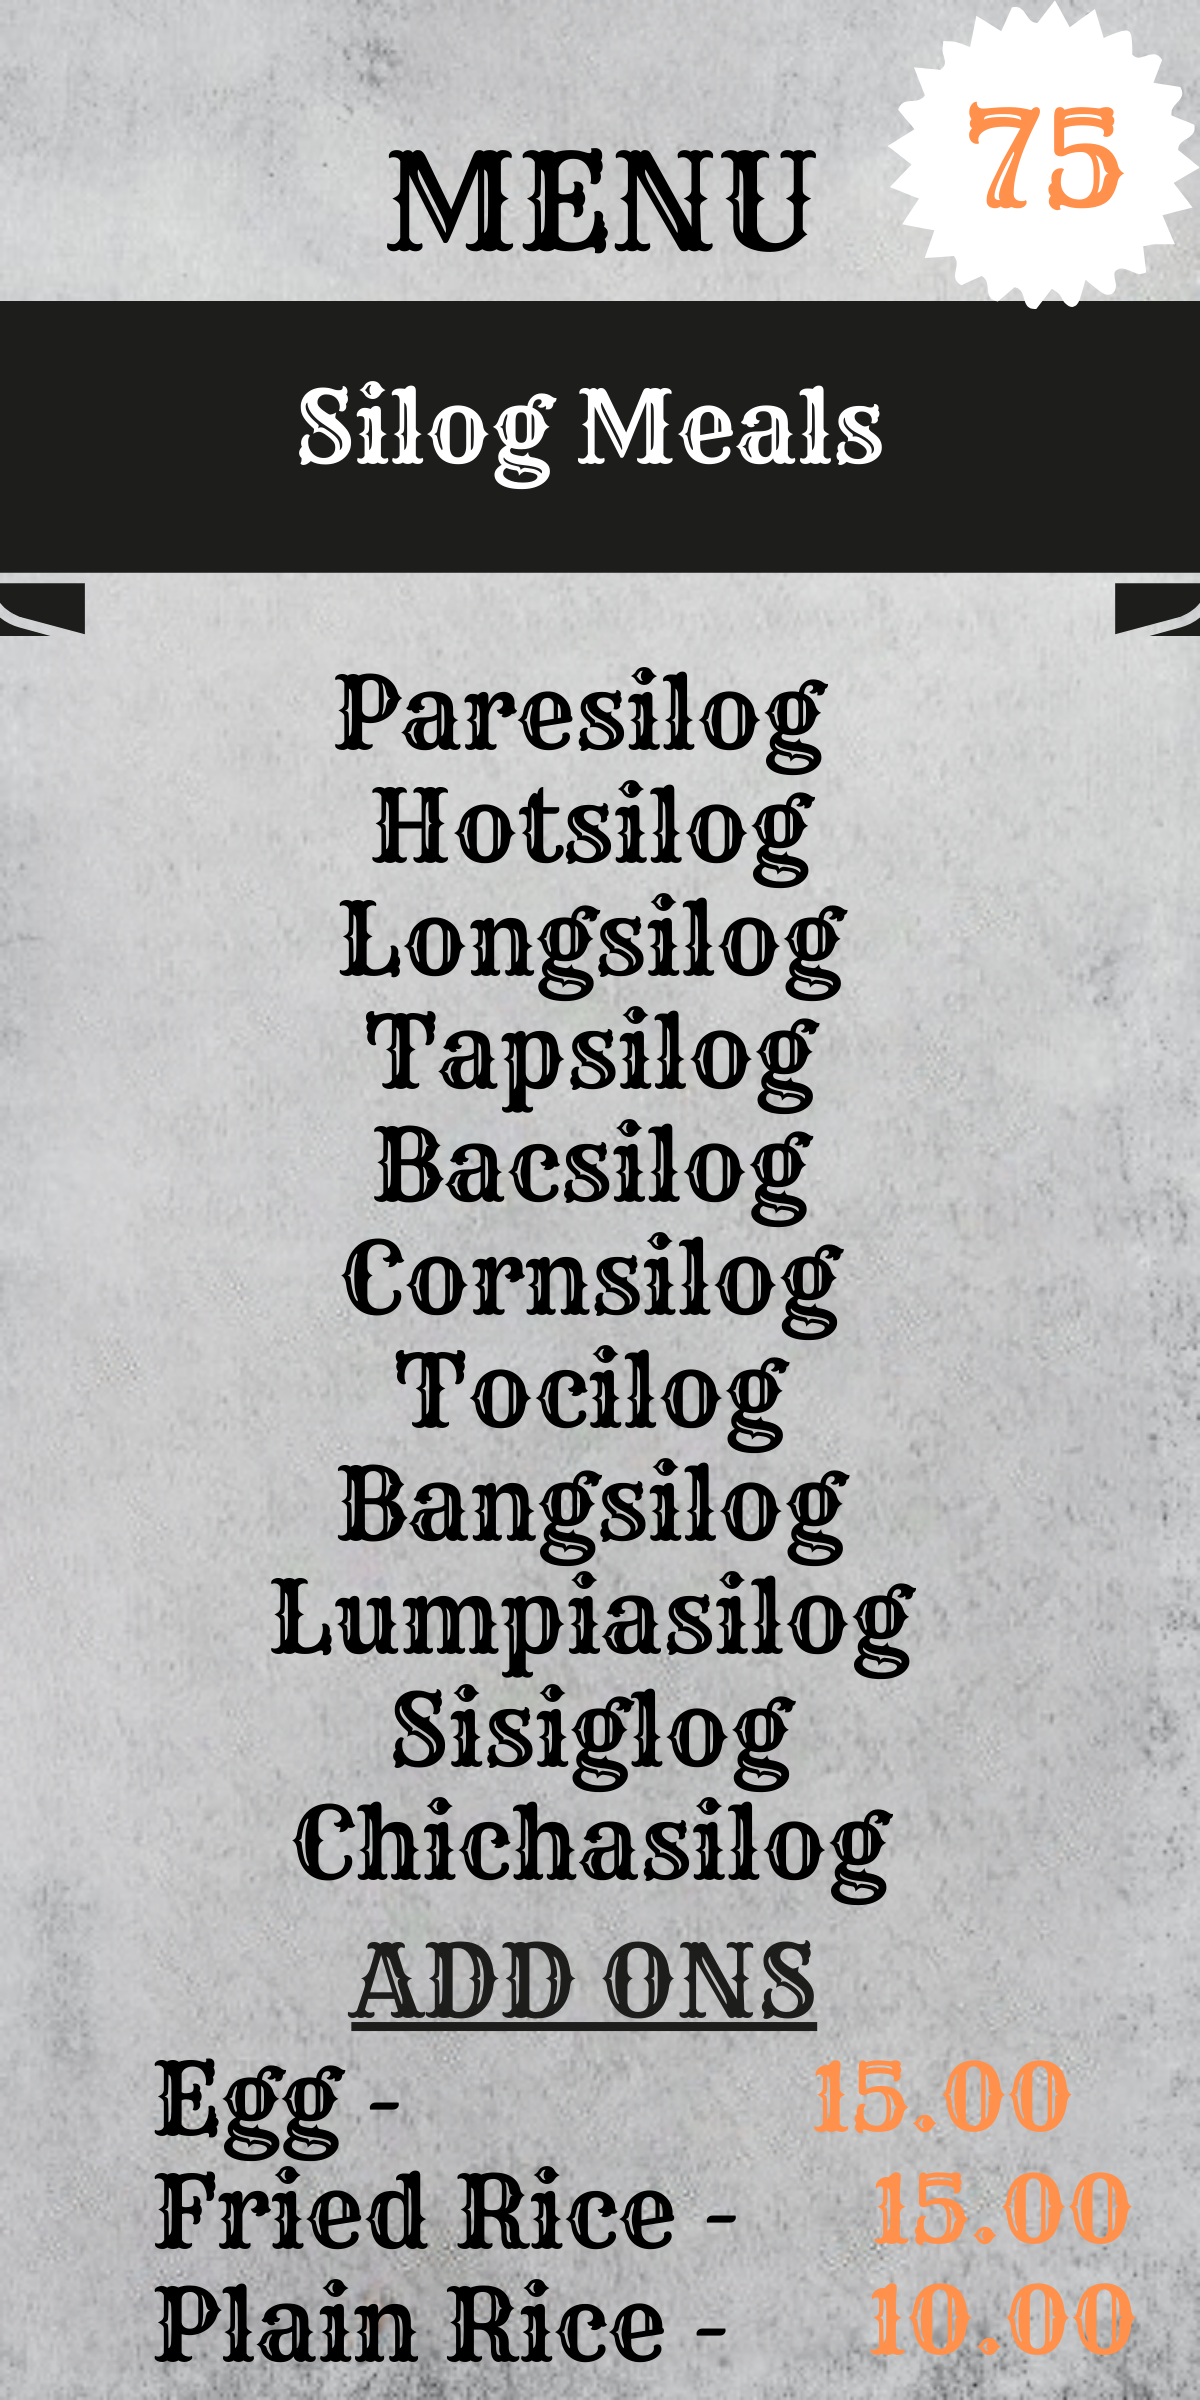 75
MENU
Silog Meals
Paresilog
Hotsilog
Longsilog
Tapsilog
Bacsilog
Cornsilog
Tocilog
Bangsilog
Lumpiasilog
Sisiglog
Chichasilog
ADD ONS
Egg - 15.00
Fried Rice - 15.00
Plain Rice - 10.00